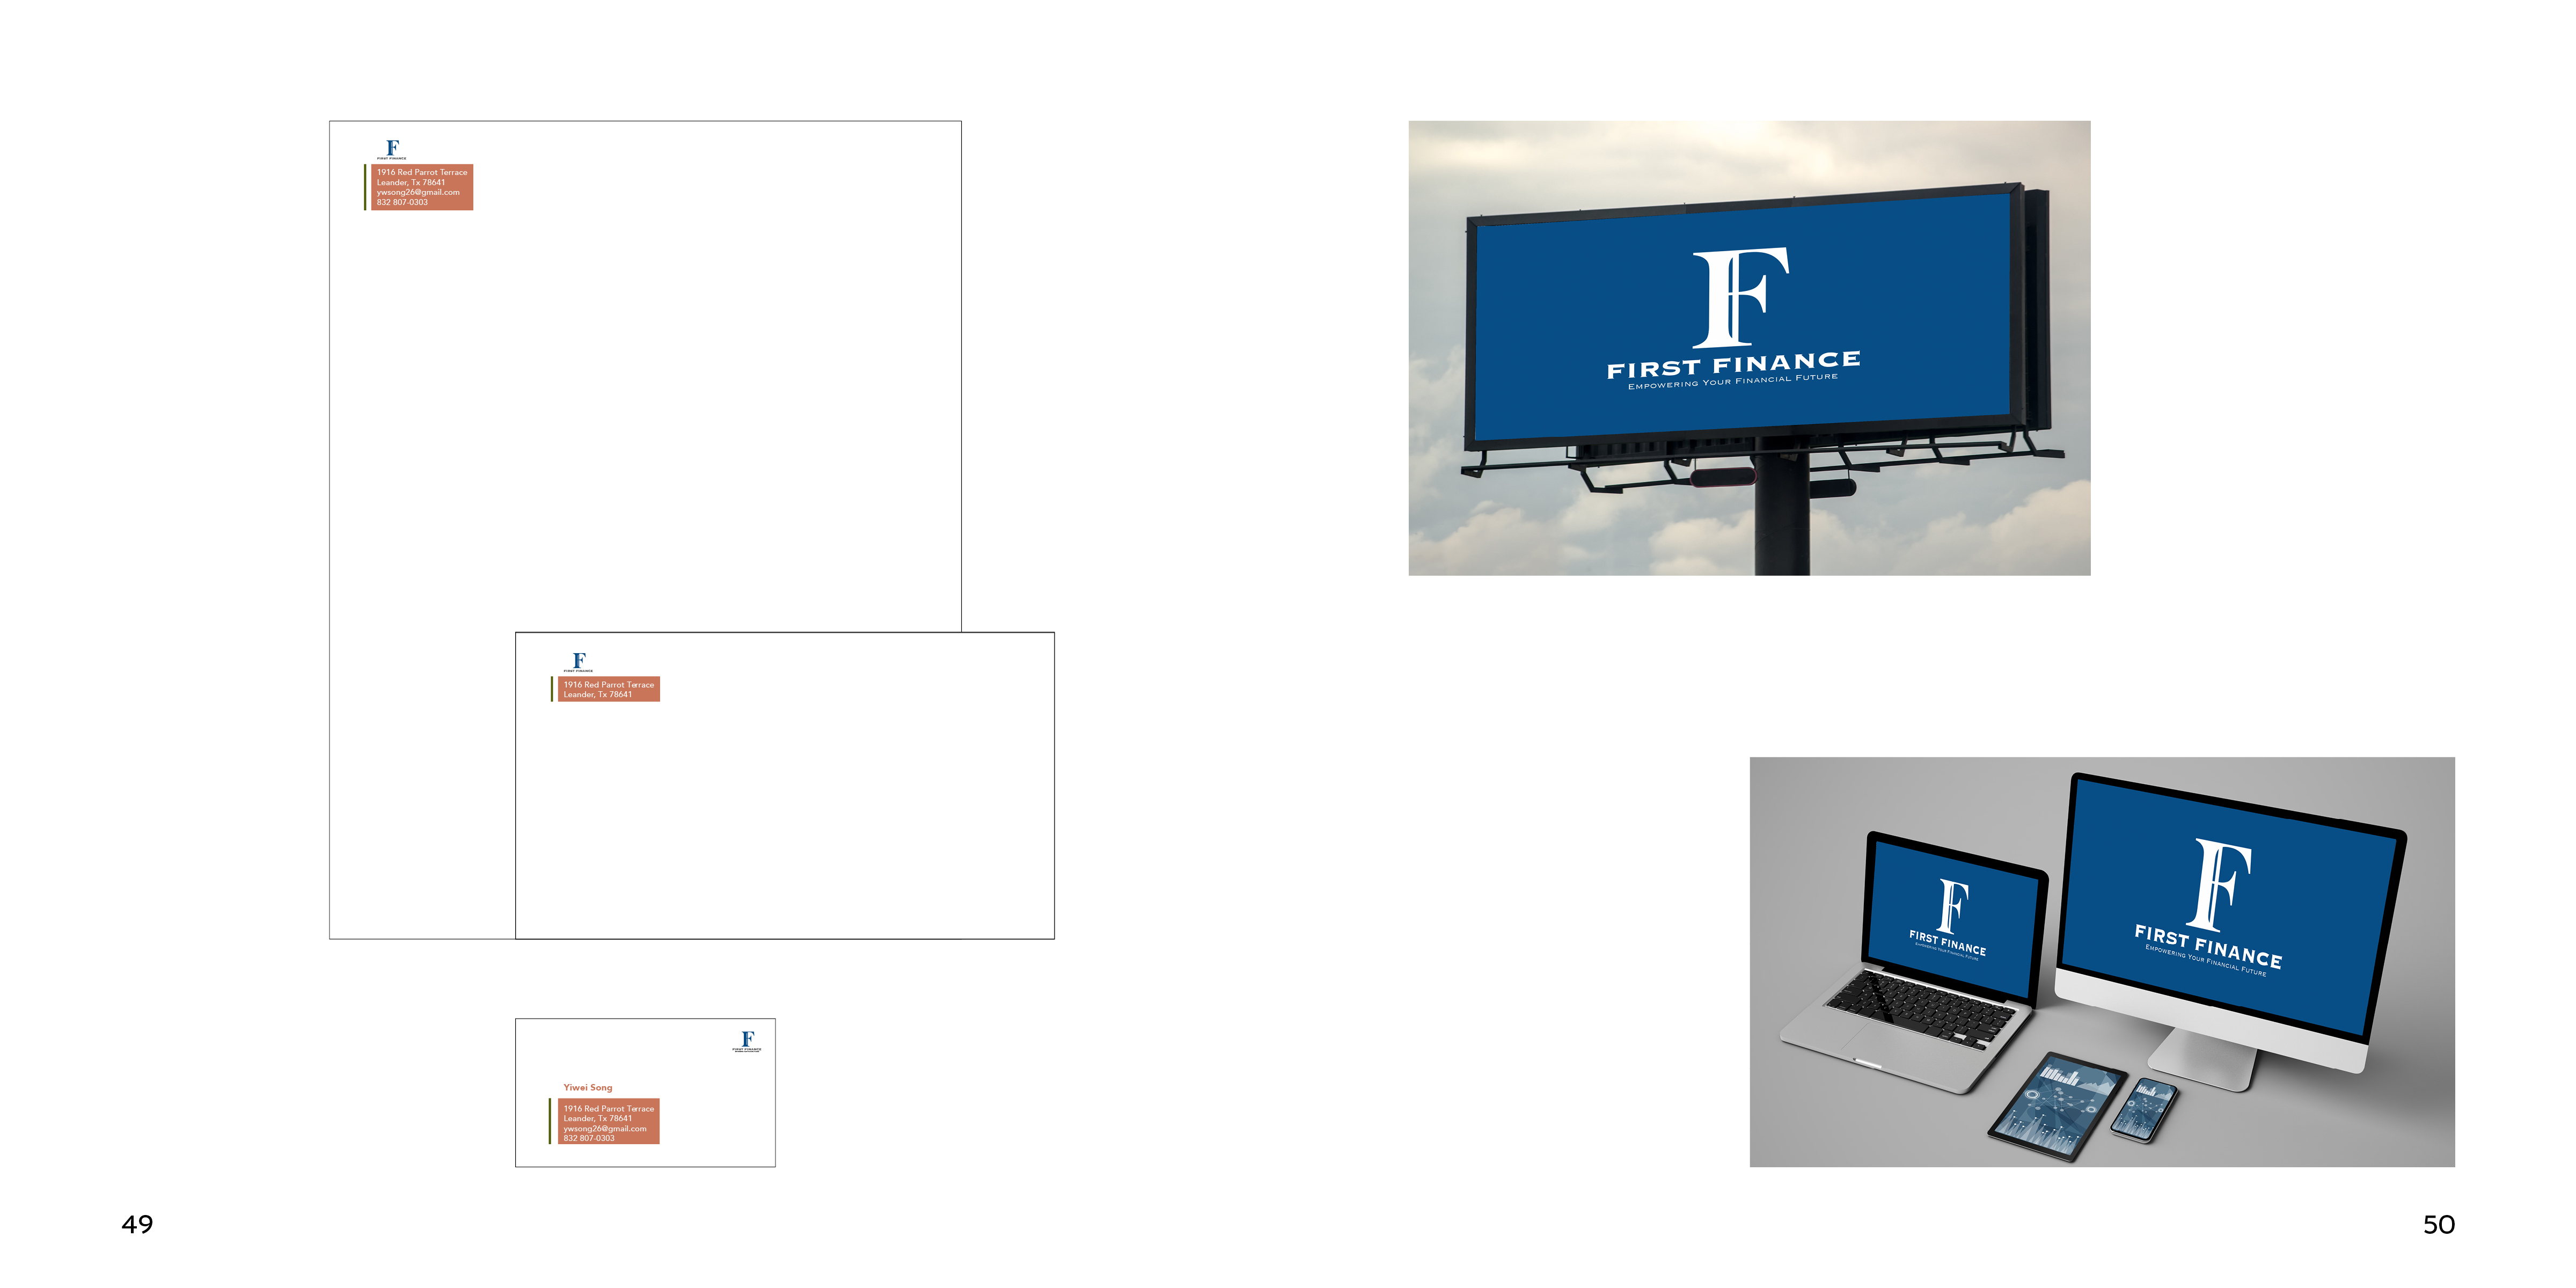 F
FIRST FINANCE
1916 Red Parrot Terrace
Leander, Tx 78641
ywsong26@gmail.com
832 807-0303
F
FIRST FINANCE
1916 Red Parrot Terrace
Leander, Tx 78641
F
FIRST FINANCE
Yiwei Song
1916 Red Parrot Terrace
Leander, Tx 78641
ywsong26@gmail.com
832 807-0303
49
F
FIRST FINANCE
Empowering Your Financial Future
F
FIRST FINANCE
Empowering Your Financial Future
F
FIRST FINANCE
Empowering Your Financial Future
50